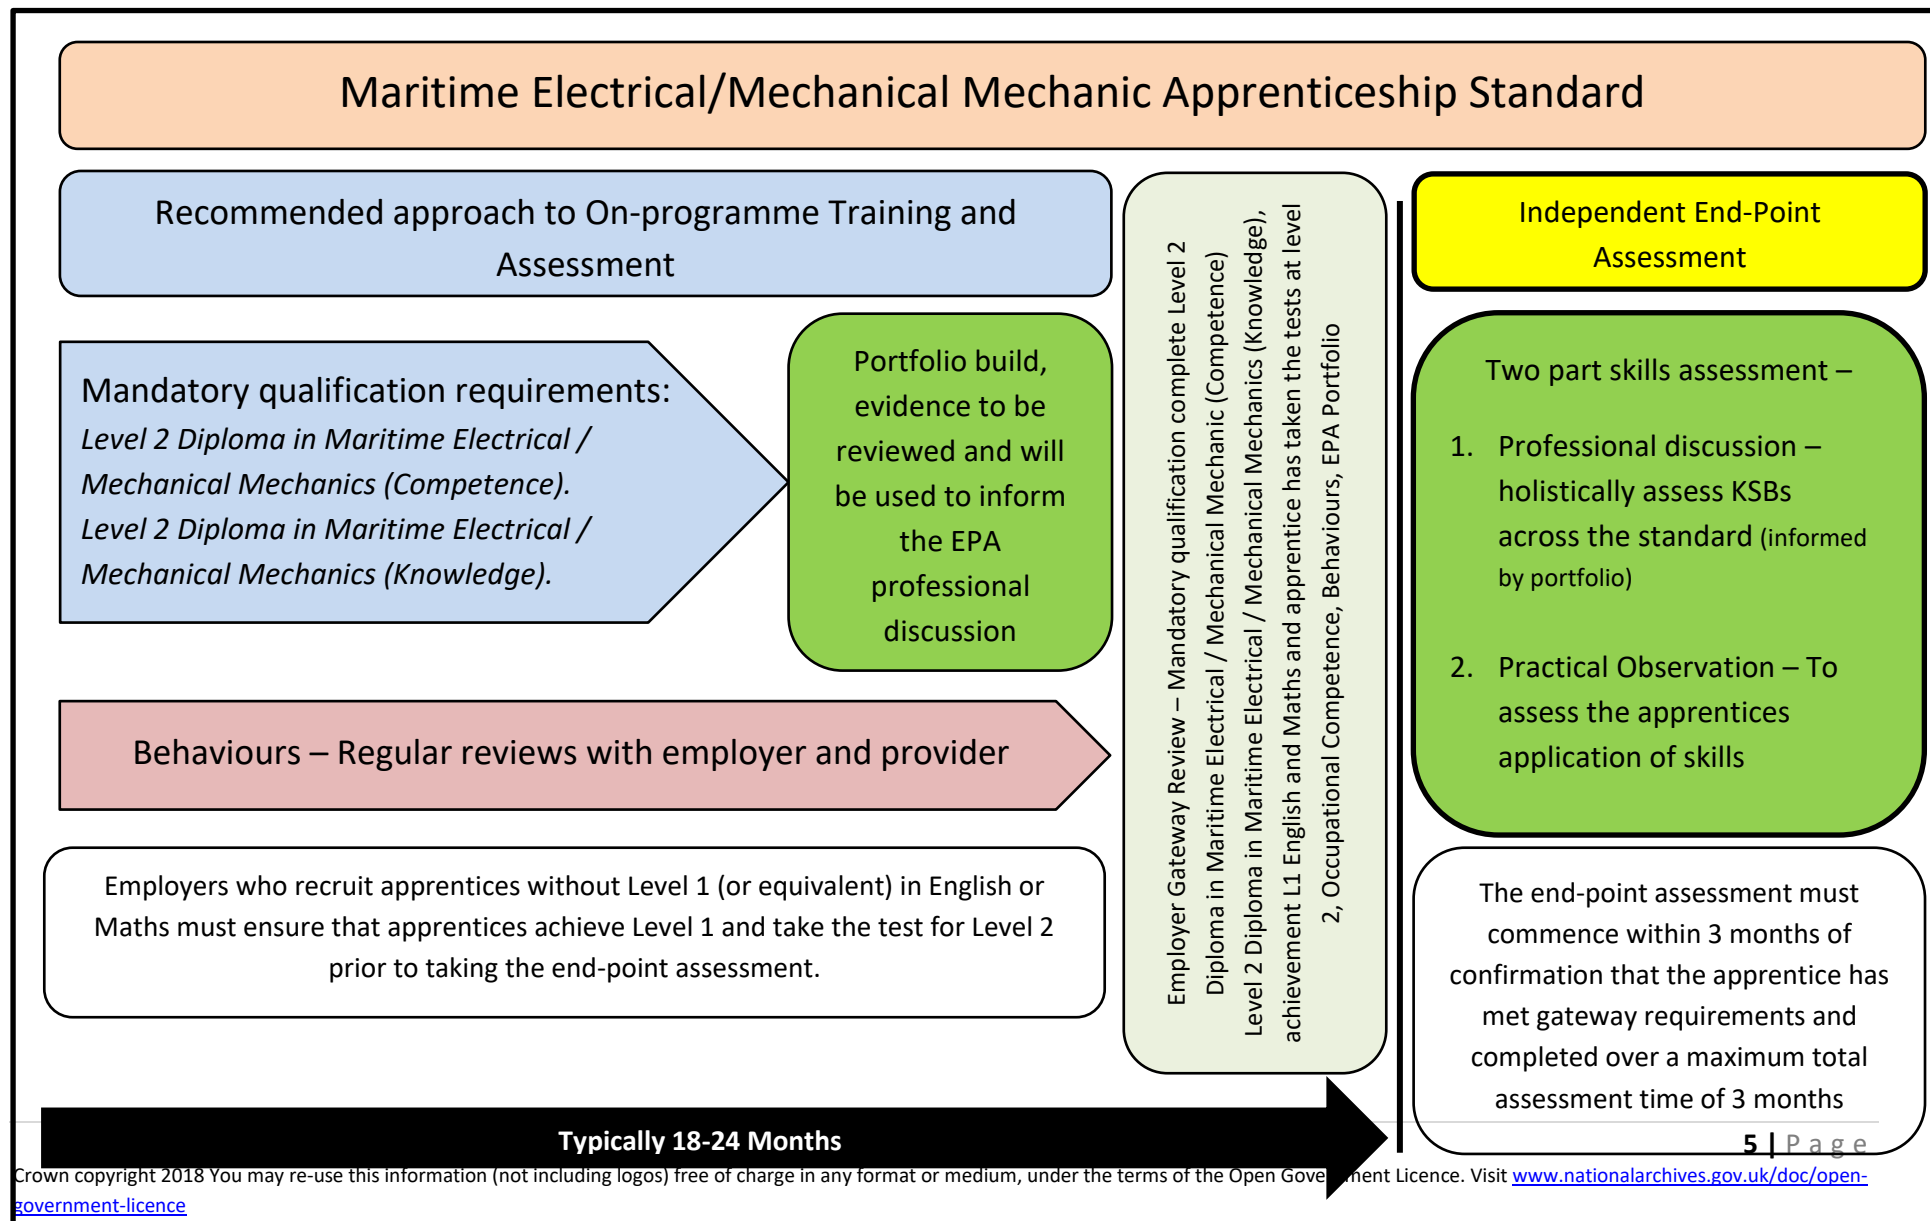 Maritime Electrical/Mechanical Mechanic Apprenticeship Standard
Recommended approach to On-programme Training and
Assessment
Mandatory qualification requirements:
Level 2 Diploma in Maritime Electrical /
Mechanical Mechanics (Competence).
Level 2 Diploma in Maritime Electrical /
Mechanical Mechanics (Knowledge).
Portfolio build,
evidence to be
reviewed and will
be used to inform
the EPA
professional
discussion
Behaviours – Regular reviews with employer and provider
Employers who recruit apprentices without Level 1 (or equivalent) in English or
Maths must ensure that apprentices achieve Level 1 and take the test for Level 2
prior to taking the end-point assessment.
Employer Gateway Review – Mandatory qualification complete Level 2
Diploma in Maritime Electrical / Mechanical Mechanic (Competence)
Level 2 Diploma in Maritime Electrical / Mechanical Mechanics (Knowledge),
achievement L1 English and Maths and apprentice has taken the tests at level
2, Occupational Competence, Behaviours, EPA Portfolio
Independent End-Point
Assessment
Two part skills assessment –
1. Professional discussion –
holistically assess KSBs
across the standard (informed
by portfolio)
2. Practical Observation – To
assess the apprentices
application of skills
The end-point assessment must
commence within 3 months of
confirmation that the apprentice has
met gateway requirements and
completed over a maximum total
assessment time of 3 months
Typically 18-24 Months
5 | Page
Crown copyright 2018 You may re-use this information (not including logos) free of charge in any format or medium, under the terms of the Open Gove ment Licence. Visit www.nationalarchives.gov.uk/doc/open-
government-licence